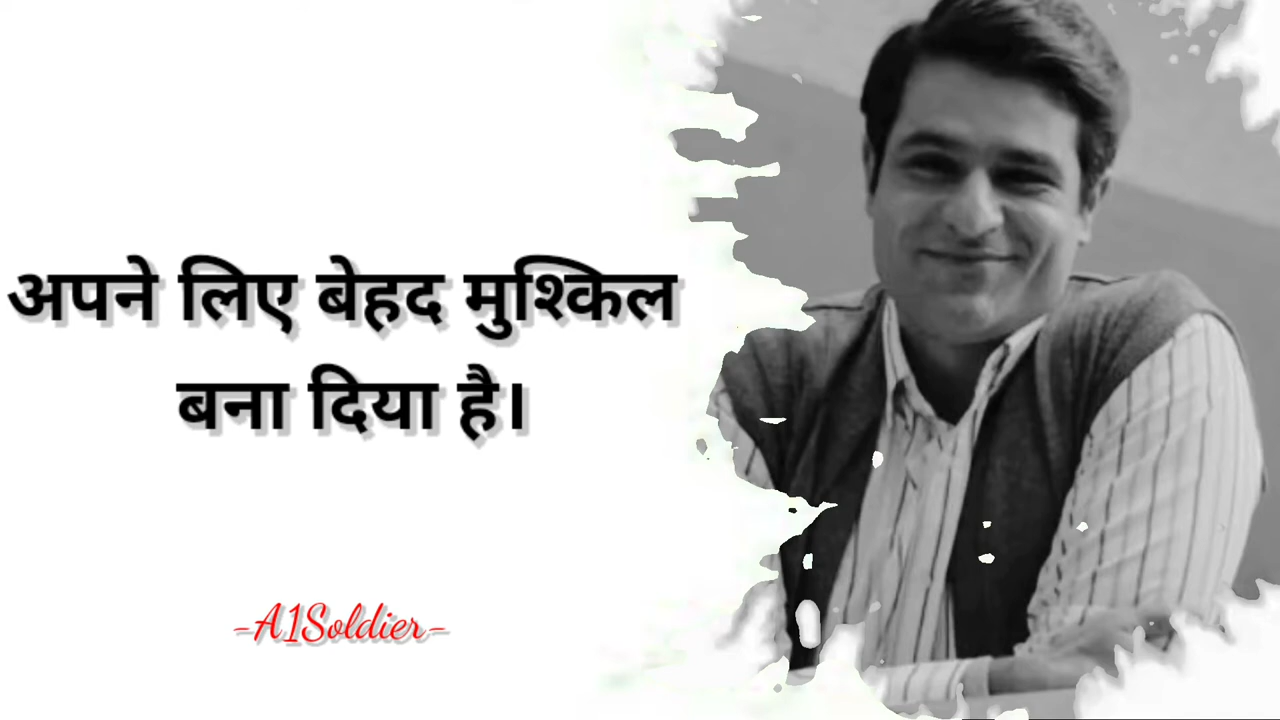 अपने लिए बेहद मुश्किल
बना दिया है।
-A1Soldier-